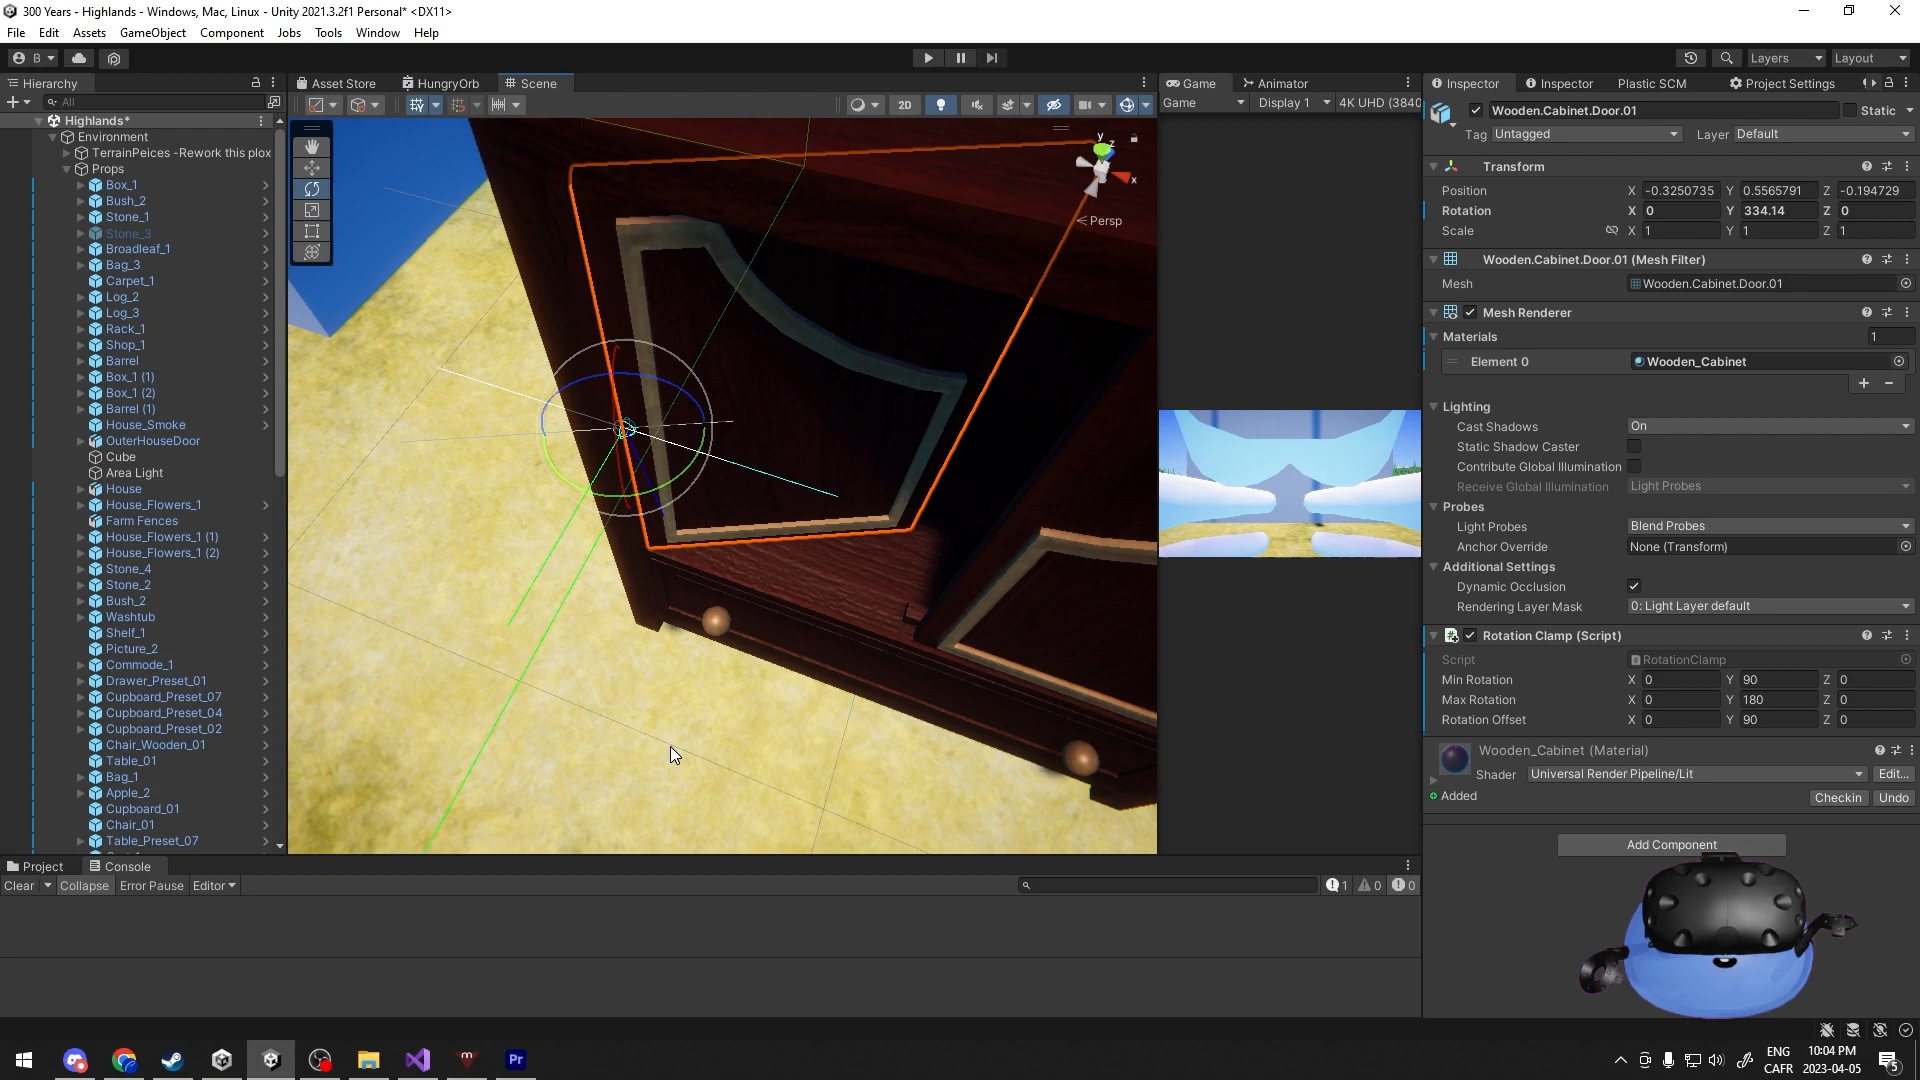 300 Years - Highlands - Windows, Mac, Linux - Unity 2021.3.2f1 Personal* <DX11>
File Edit Assets GameObject Component Jobs Tools Window Help
B Layers Layout
Hierarchy Asset Store HungryOrb Scene Game Animator Inspector Inspector Plastic SCM Project Settings
All 2D Game Display 1 4K UHD (3840
Wooden.Cabinet.Door.01 Static
Tag Untagged Layer Default
Highlands*
Environment
TerrainPeices -Rework this plox
Props
Box_1
Bush_2
Stone_1
Stone_3
Broadleaf_1
Bag_3
Carpet_1
Log_2
Log_3
Rack_1
Shop_1
Barrel
Box_1 (1)
Box_1 (2)
Barrel (1)
House_Smoke
OuterHouseDoor
Cube
Area Light
House
House_Flowers_1
Farm Fences
House_Flowers_1 (1)
House_Flowers_1 (2)
Stone_4
Stone_2
Bush_2
Washtub
Shelf_1
Picture_2
Commode_1
Drawer_Preset_01
Cupboard_Preset_07
Cupboard_Preset_04
Cupboard_Preset_02
Chair_Wooden_01
Table_01
Bag_1
Apple_2
Cupboard_01
Chair_01
Table_Preset_07
y
z
x
Persp
Transform
Position X -0.3250735 Y 0.5565791 Z -0.194729
Rotation X 0 Y 334.14 Z 0
Scale X 1 Y 1 Z 1
Wooden.Cabinet.Door.01 (Mesh Filter)
Mesh Wooden.Cabinet.Door.01
Mesh Renderer
Materials 1
Element 0 Wooden_Cabinet
Lighting
Cast Shadows On
Static Shadow Caster
Contribute Global Illumination
Receive Global Illumination Light Probes
Probes
Light Probes Blend Probes
Anchor Override None (Transform)
Additional Settings
Dynamic Occlusion
Rendering Layer Mask 0: Light Layer default
Rotation Clamp (Script)
Script RotationClamp
Min Rotation X 0 Y 90 Z 0
Max Rotation X 0 Y 180 Z 0
Rotation Offset X 0 Y 90 Z 0
Wooden_Cabinet (Material)
Shader Universal Render Pipeline/Lit Edit...
Added Checkin Undo
Add Component
Project Console
Clear Collapse Error Pause Editor 1 0 0
Pr
ENG
CAFR
10:04 PM
2023-04-05
5